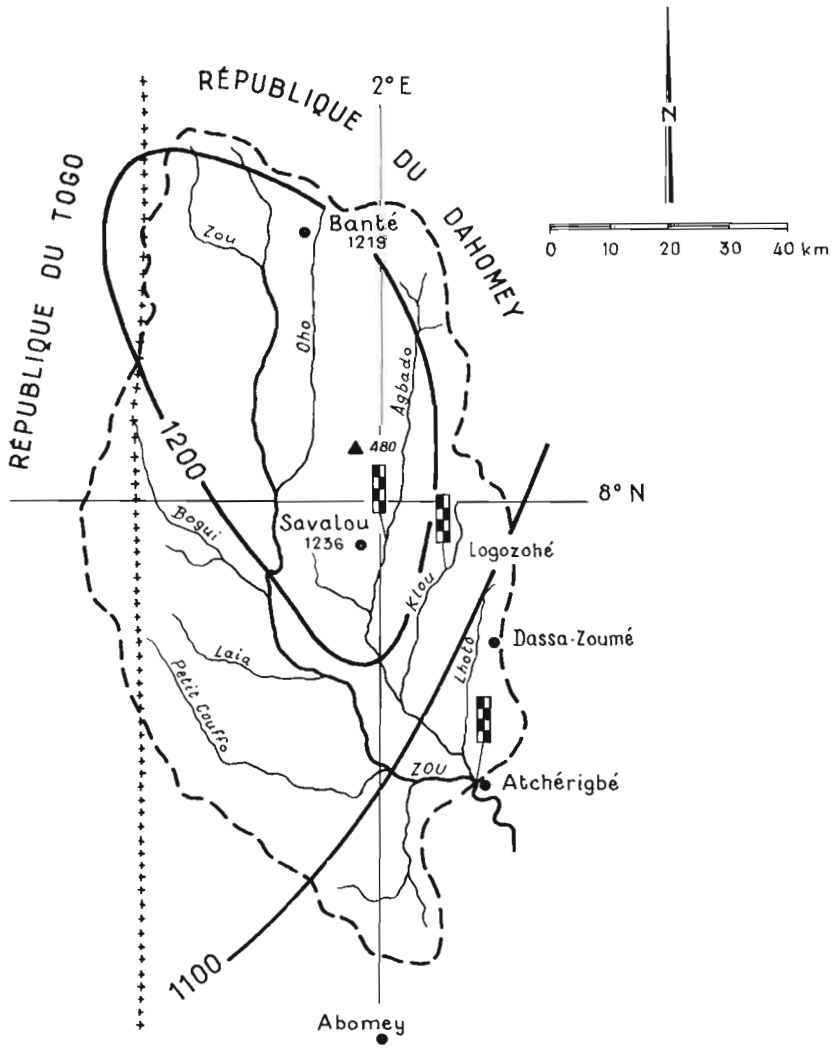 RÉPUBLIQUE DU DAHOMEY
2° E
N
RÉPUBLIQUE DU TOGO
0 10 20 30 40 km
Banté
1219
Zou
Oho
Agbado
1200
480
8° N
Bogui
Savalou
1236
Logozohé
Klou
Laia
Lhoto
Dassa-Zoumé
Petit Couffo
ZOU
Atchérigbé
1100
Abomey